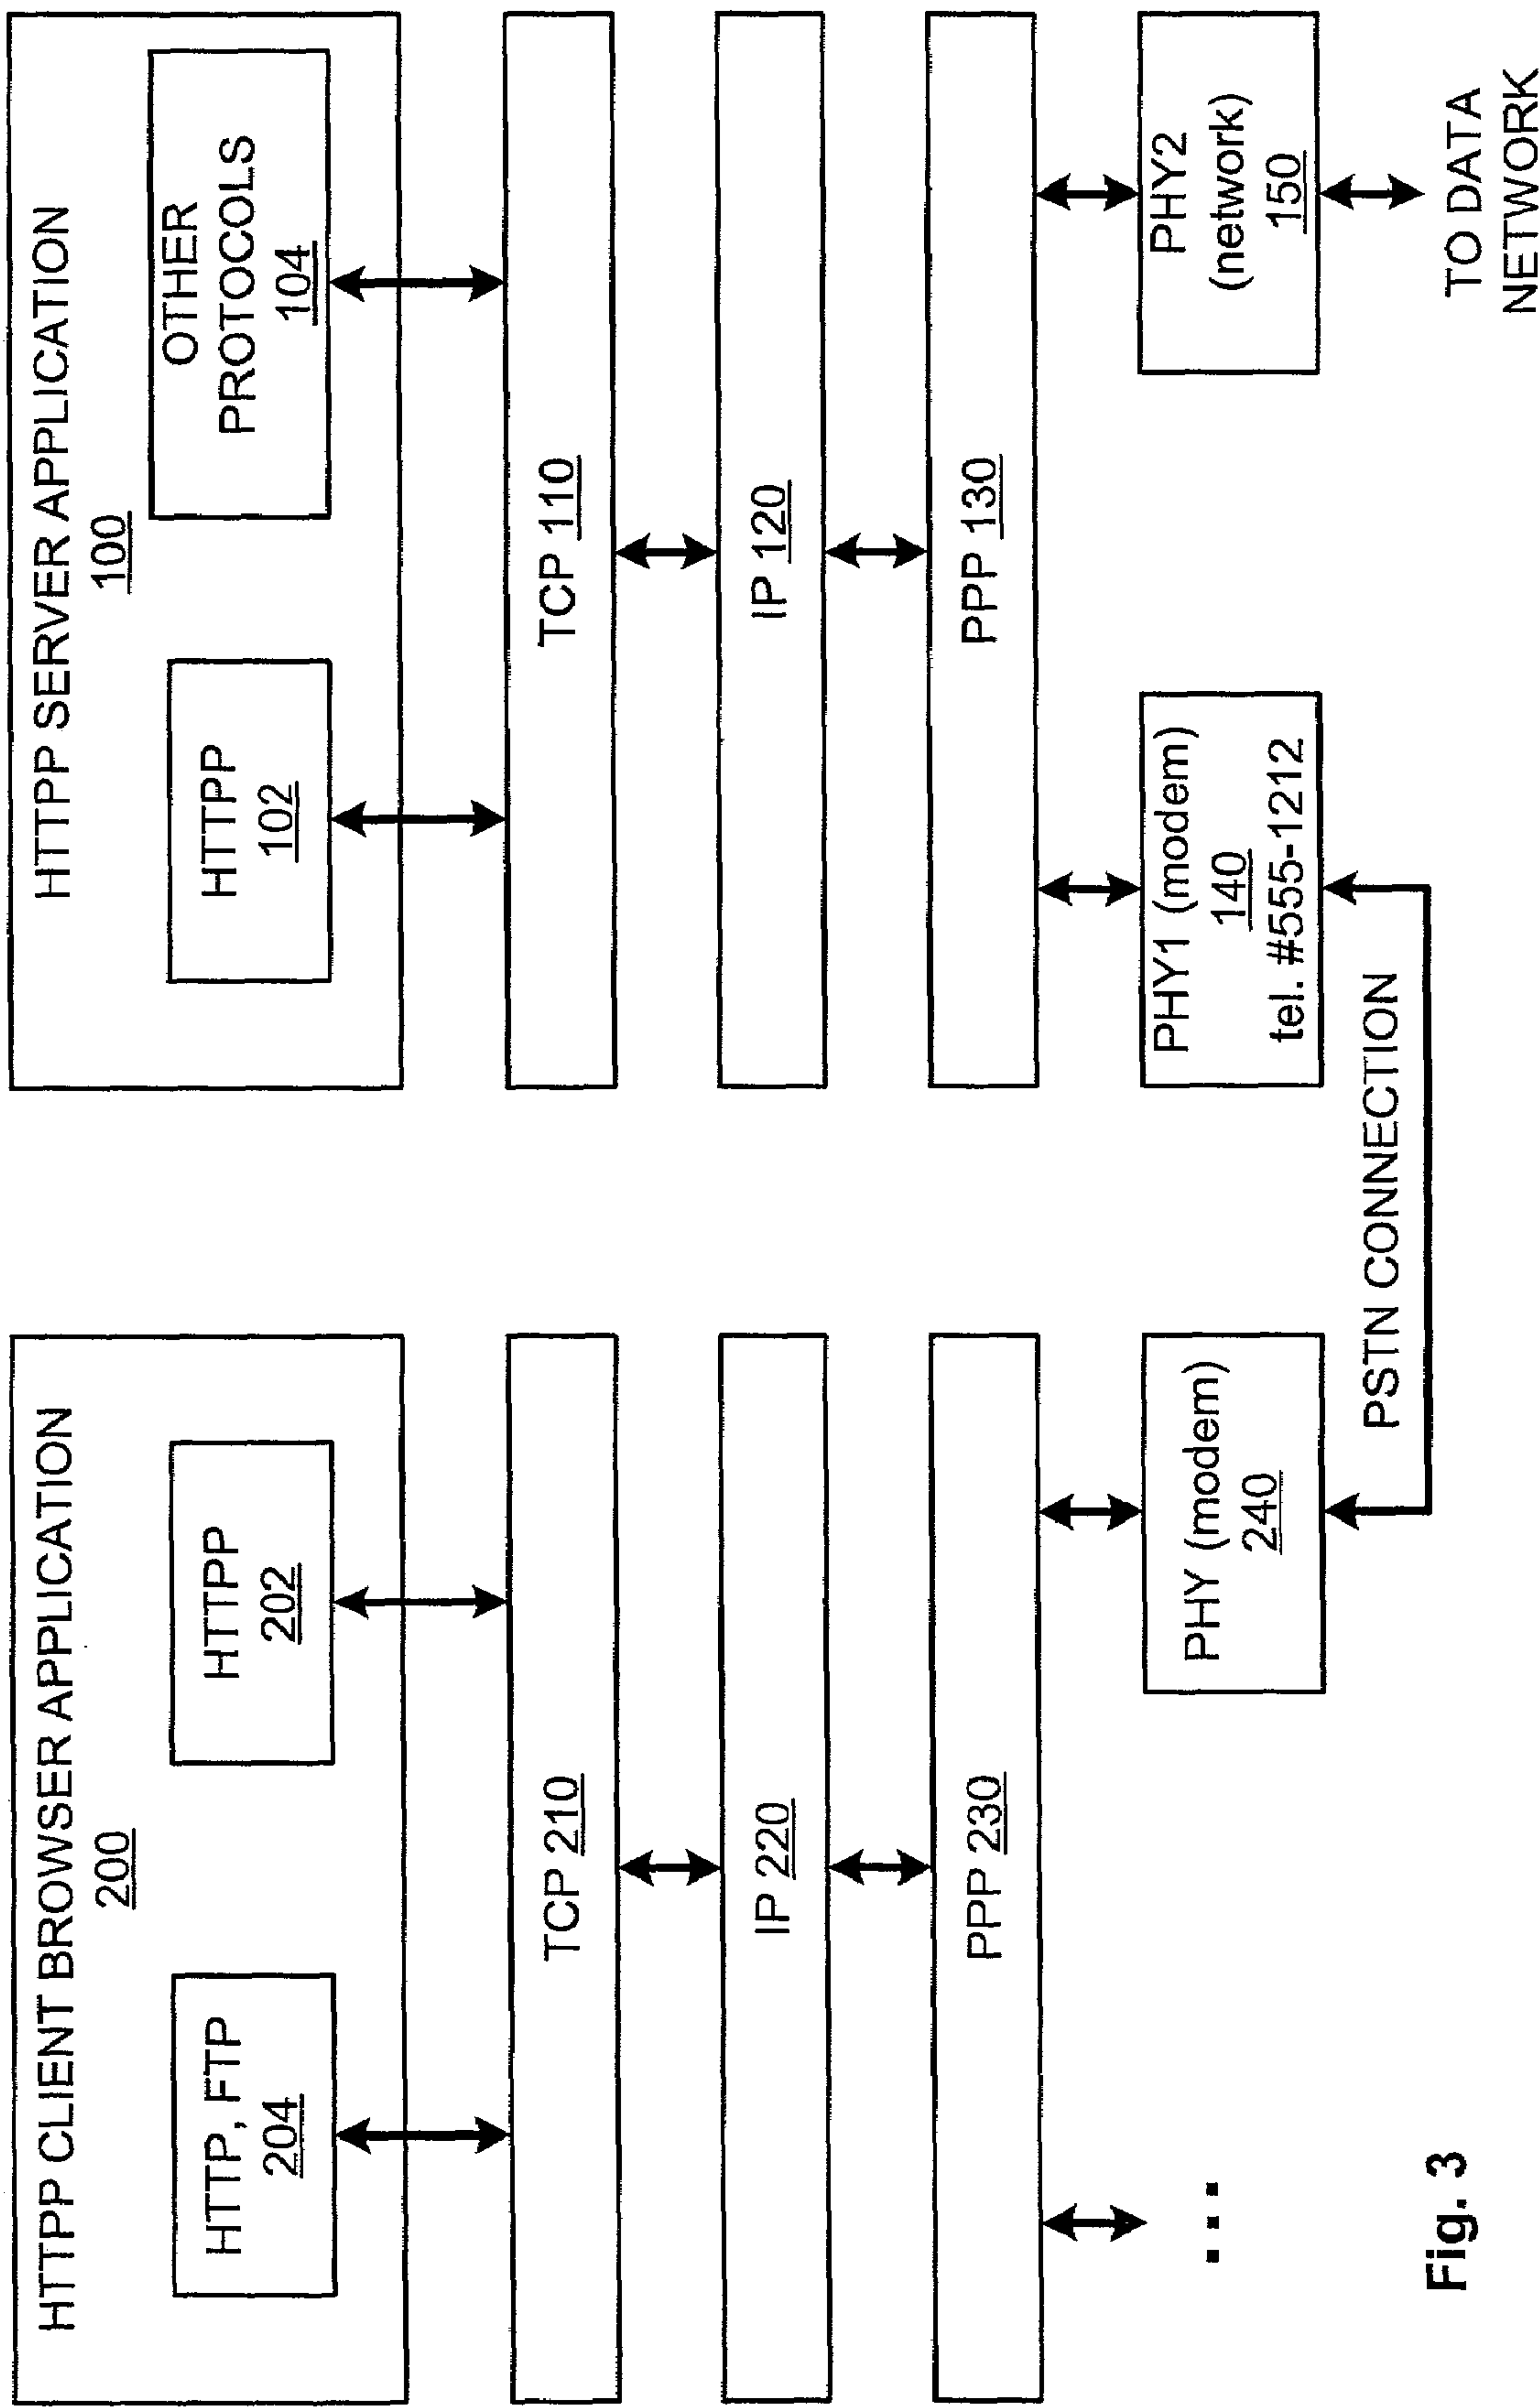 HTTPP CLIENT BROWSER APPLICATION
200
HTTP, FTP
204
HTTPP
202
TCP 210
IP 220
PPP 230
PHY (modem)
240
HTTPP SERVER APPLICATION
100
HTTPP
102
OTHER
PROTOCOLS
104
TCP 110
IP 120
PPP 130
PHY1 (modem)
140
tel. #555-1212
PHY2
(network)
150
PSTN CONNECTION
TO DATA
NETWORK
...
Fig. 3